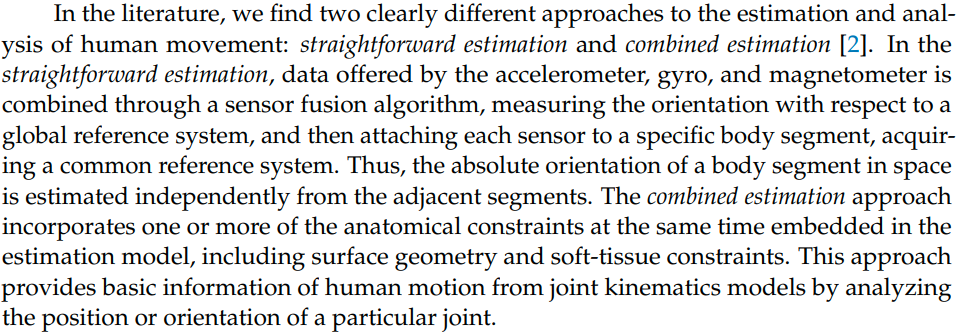 In the literature, we find two clearly different approaches to the estimation and anal-
ysis of human movement: straightforward estimation and combined estimation [2]. In the
straightforward estimation, data offered by the accelerometer, gyro, and magnetometer is
combined through a sensor fusion algorithm, measuring the orientation with respect to a
global reference system, and then attaching each sensor to a specific body segment, acquir-
ing a common reference system. Thus, the absolute orientation of a body segment in space
is estimated independently from the adjacent segments. The combined estimation approach
incorporates one or more of the anatomical constraints at the same time embedded in the
estimation model, including surface geometry and soft-tissue constraints. This approach
provides basic information of human motion from joint kinematics models by analyzing
the position or orientation of a particular joint.